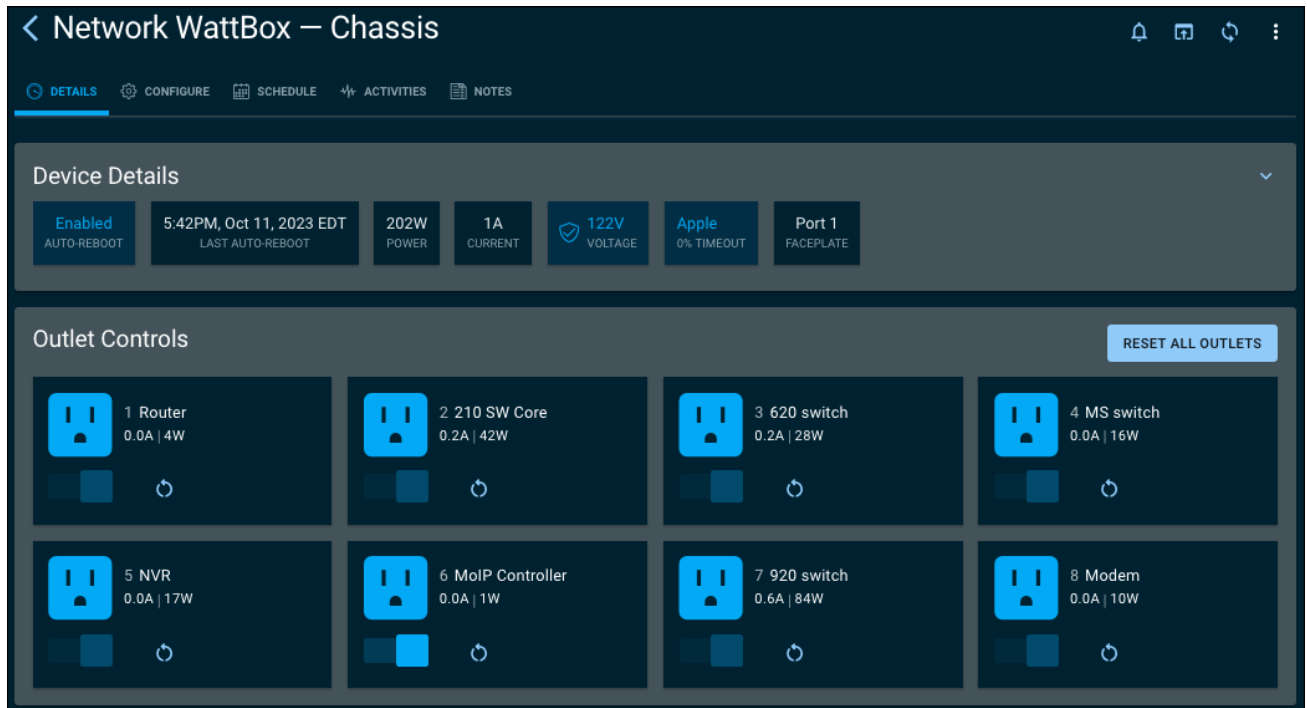 Network WattBox — Chassis
DETAILS CONFIGURE SCHEDULE ACTIVITIES NOTES
Device Details
Enabled
AUTO-REBOOT
5:42PM, Oct 11, 2023 EDT
LAST AUTO-REBOOT
202W
POWER
1A
CURRENT
122V
VOLTAGE
Apple
0% TIMEOUT
Port 1
FACEPLATE
Outlet Controls
RESET ALL OUTLETS
1 Router
0.0A | 4W
2 210 SW Core
0.2A | 42W
3 620 switch
0.2A | 28W
4 MS switch
0.0A | 16W
5 NVR
0.0A | 17W
6 MoIP Controller
0.0A | 1W
7 920 switch
0.6A | 84W
8 Modem
0.0A | 10W